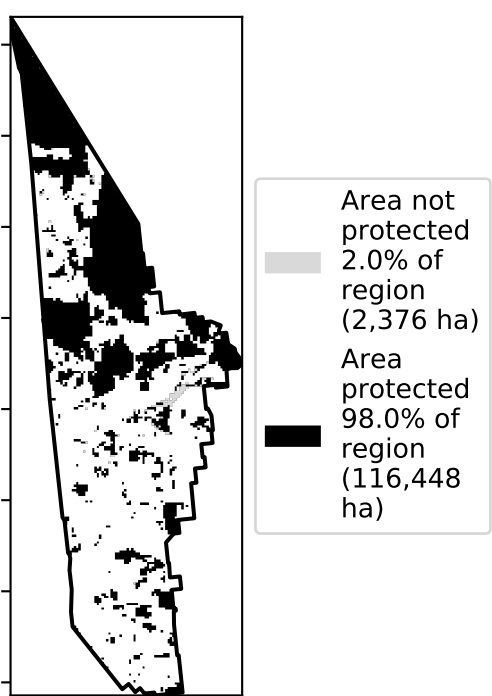 Area not
protected
2.0% of
region
(2,376 ha)
Area
protected
98.0% of
region
(116,448
ha)